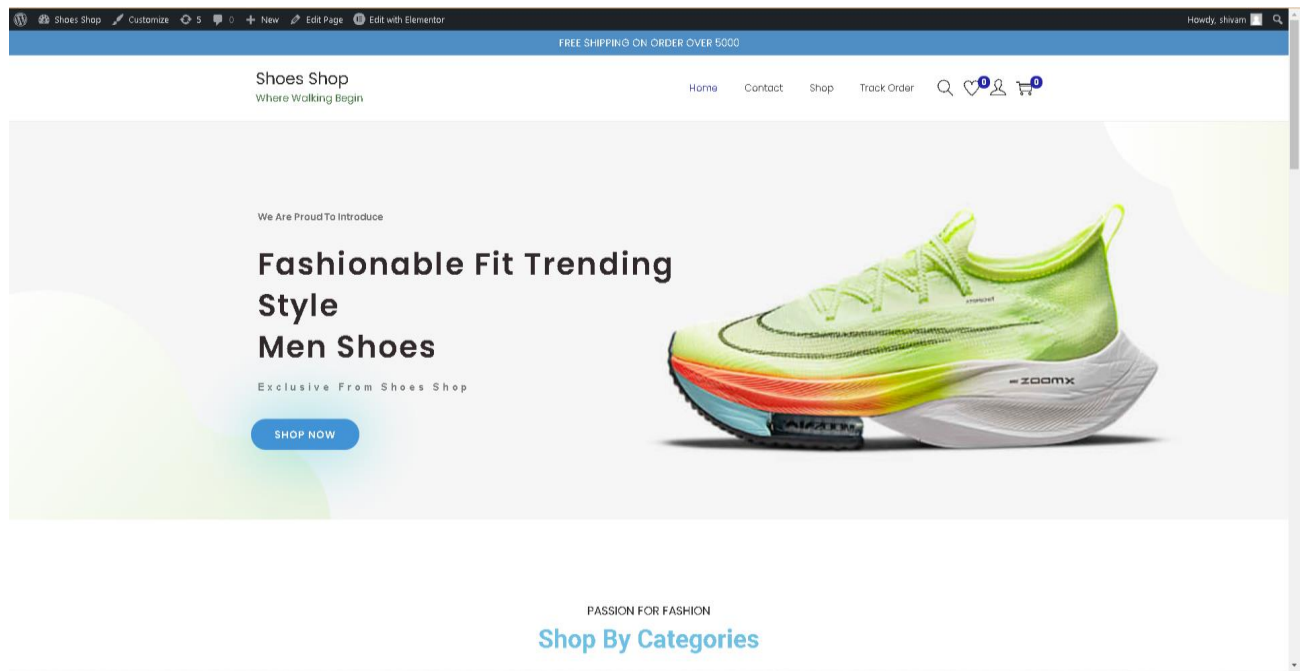 Shoes Shop Customize 5 0 New Edit Page Edit with Elementor Howdy, shivam
FREE SHIPPING ON ORDER OVER 5000
Shoes Shop
Where Walking Begin
Home Contact Shop Track Order 0 0
We Are Proud To Introduce
Fashionable Fit Trending
Style
Men Shoes
Exclusive From Shoes Shop
SHOP NOW
ZOOMX
PASSION FOR FASHION
Shop By Categories